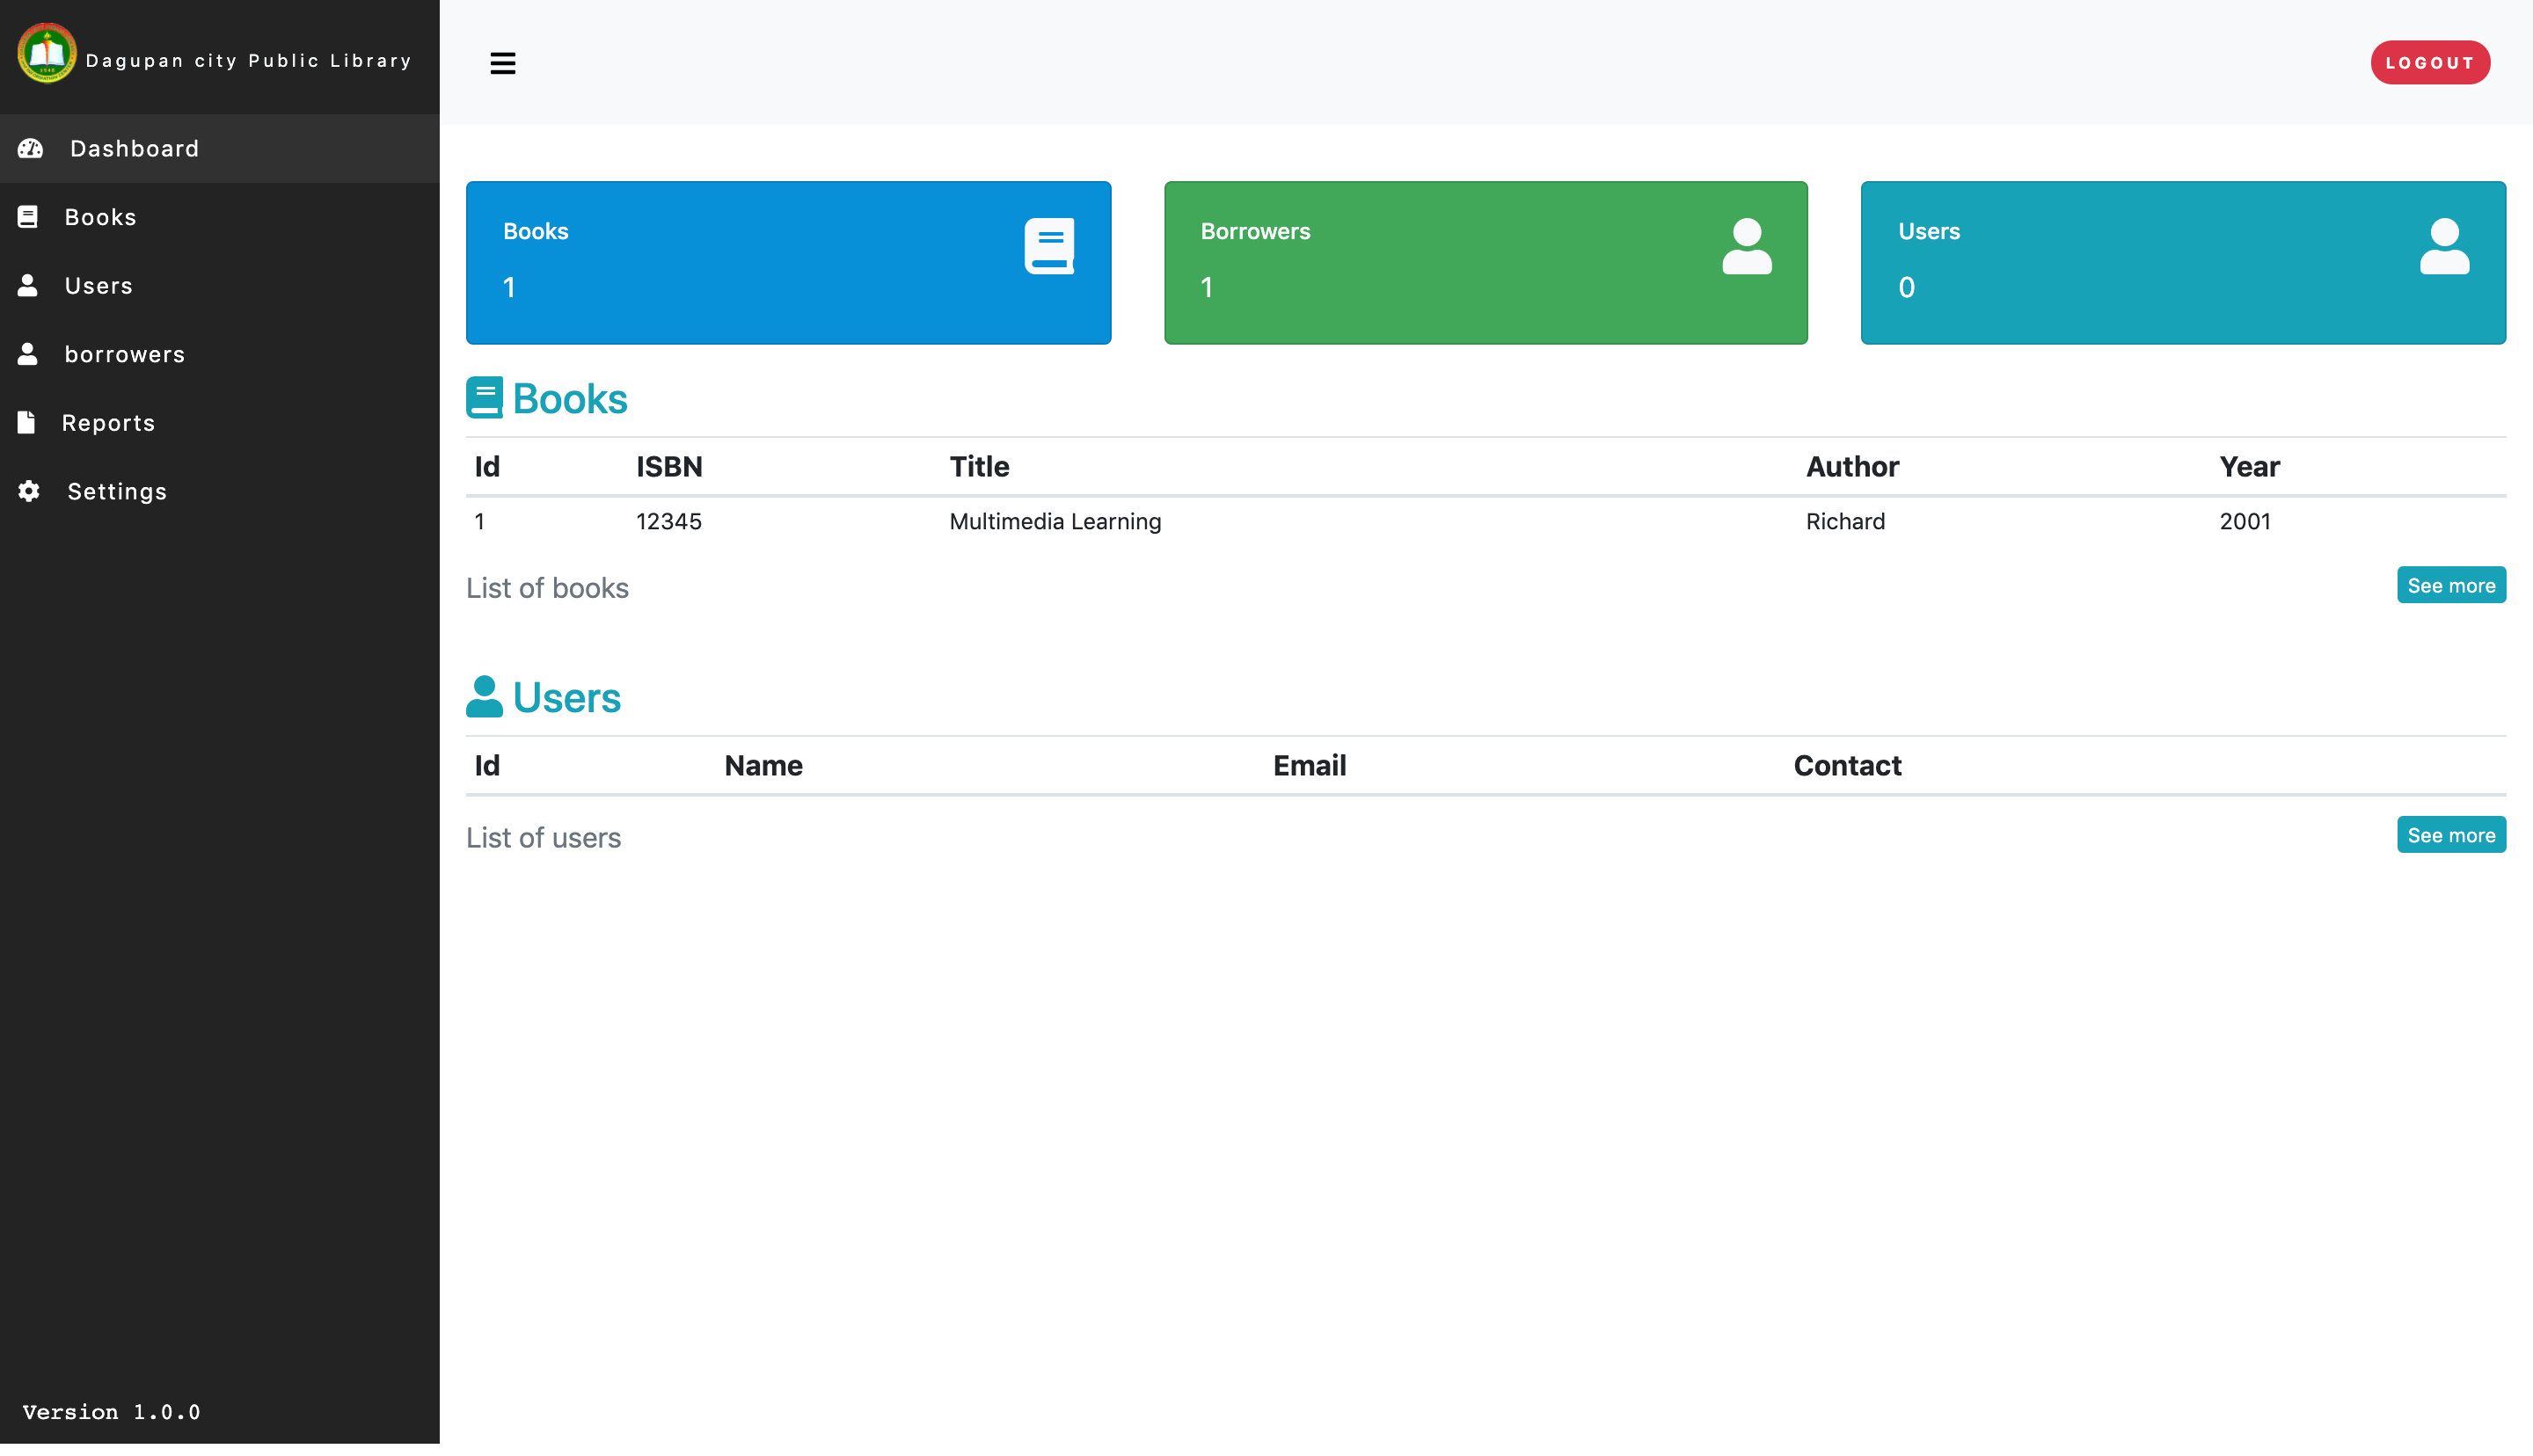 Dagupan city Public Library
LOGOUT
Dashboard
Books
Users
borrowers
Reports
Settings
Version 1.0.0
Books
1
Borrowers
1
Users
0
Books
Id ISBN Title Author Year
1 12345 Multimedia Learning Richard 2001
List of books See more
Users
Id Name Email Contact
List of users See more